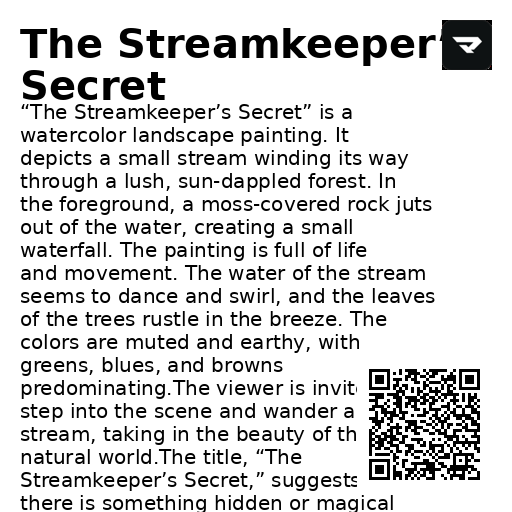 The Streamkeeper’
Secret
“The Streamkeeper’s Secret” is a
watercolor landscape painting. It
depicts a small stream winding its way
through a lush, sun-dappled forest. In
the foreground, a moss-covered rock juts
out of the water, creating a small
waterfall. The painting is full of life
and movement. The water of the stream
seems to dance and swirl, and the leaves
of the trees rustle in the breeze. The
colors are muted and earthy, with
greens, blues, and browns
predominating.The viewer is
step into the scene and wander
stream, taking in the beauty of
natural world.The title, “The
Streamkeeper’s Secret,” suggests
there is something hidden or magical